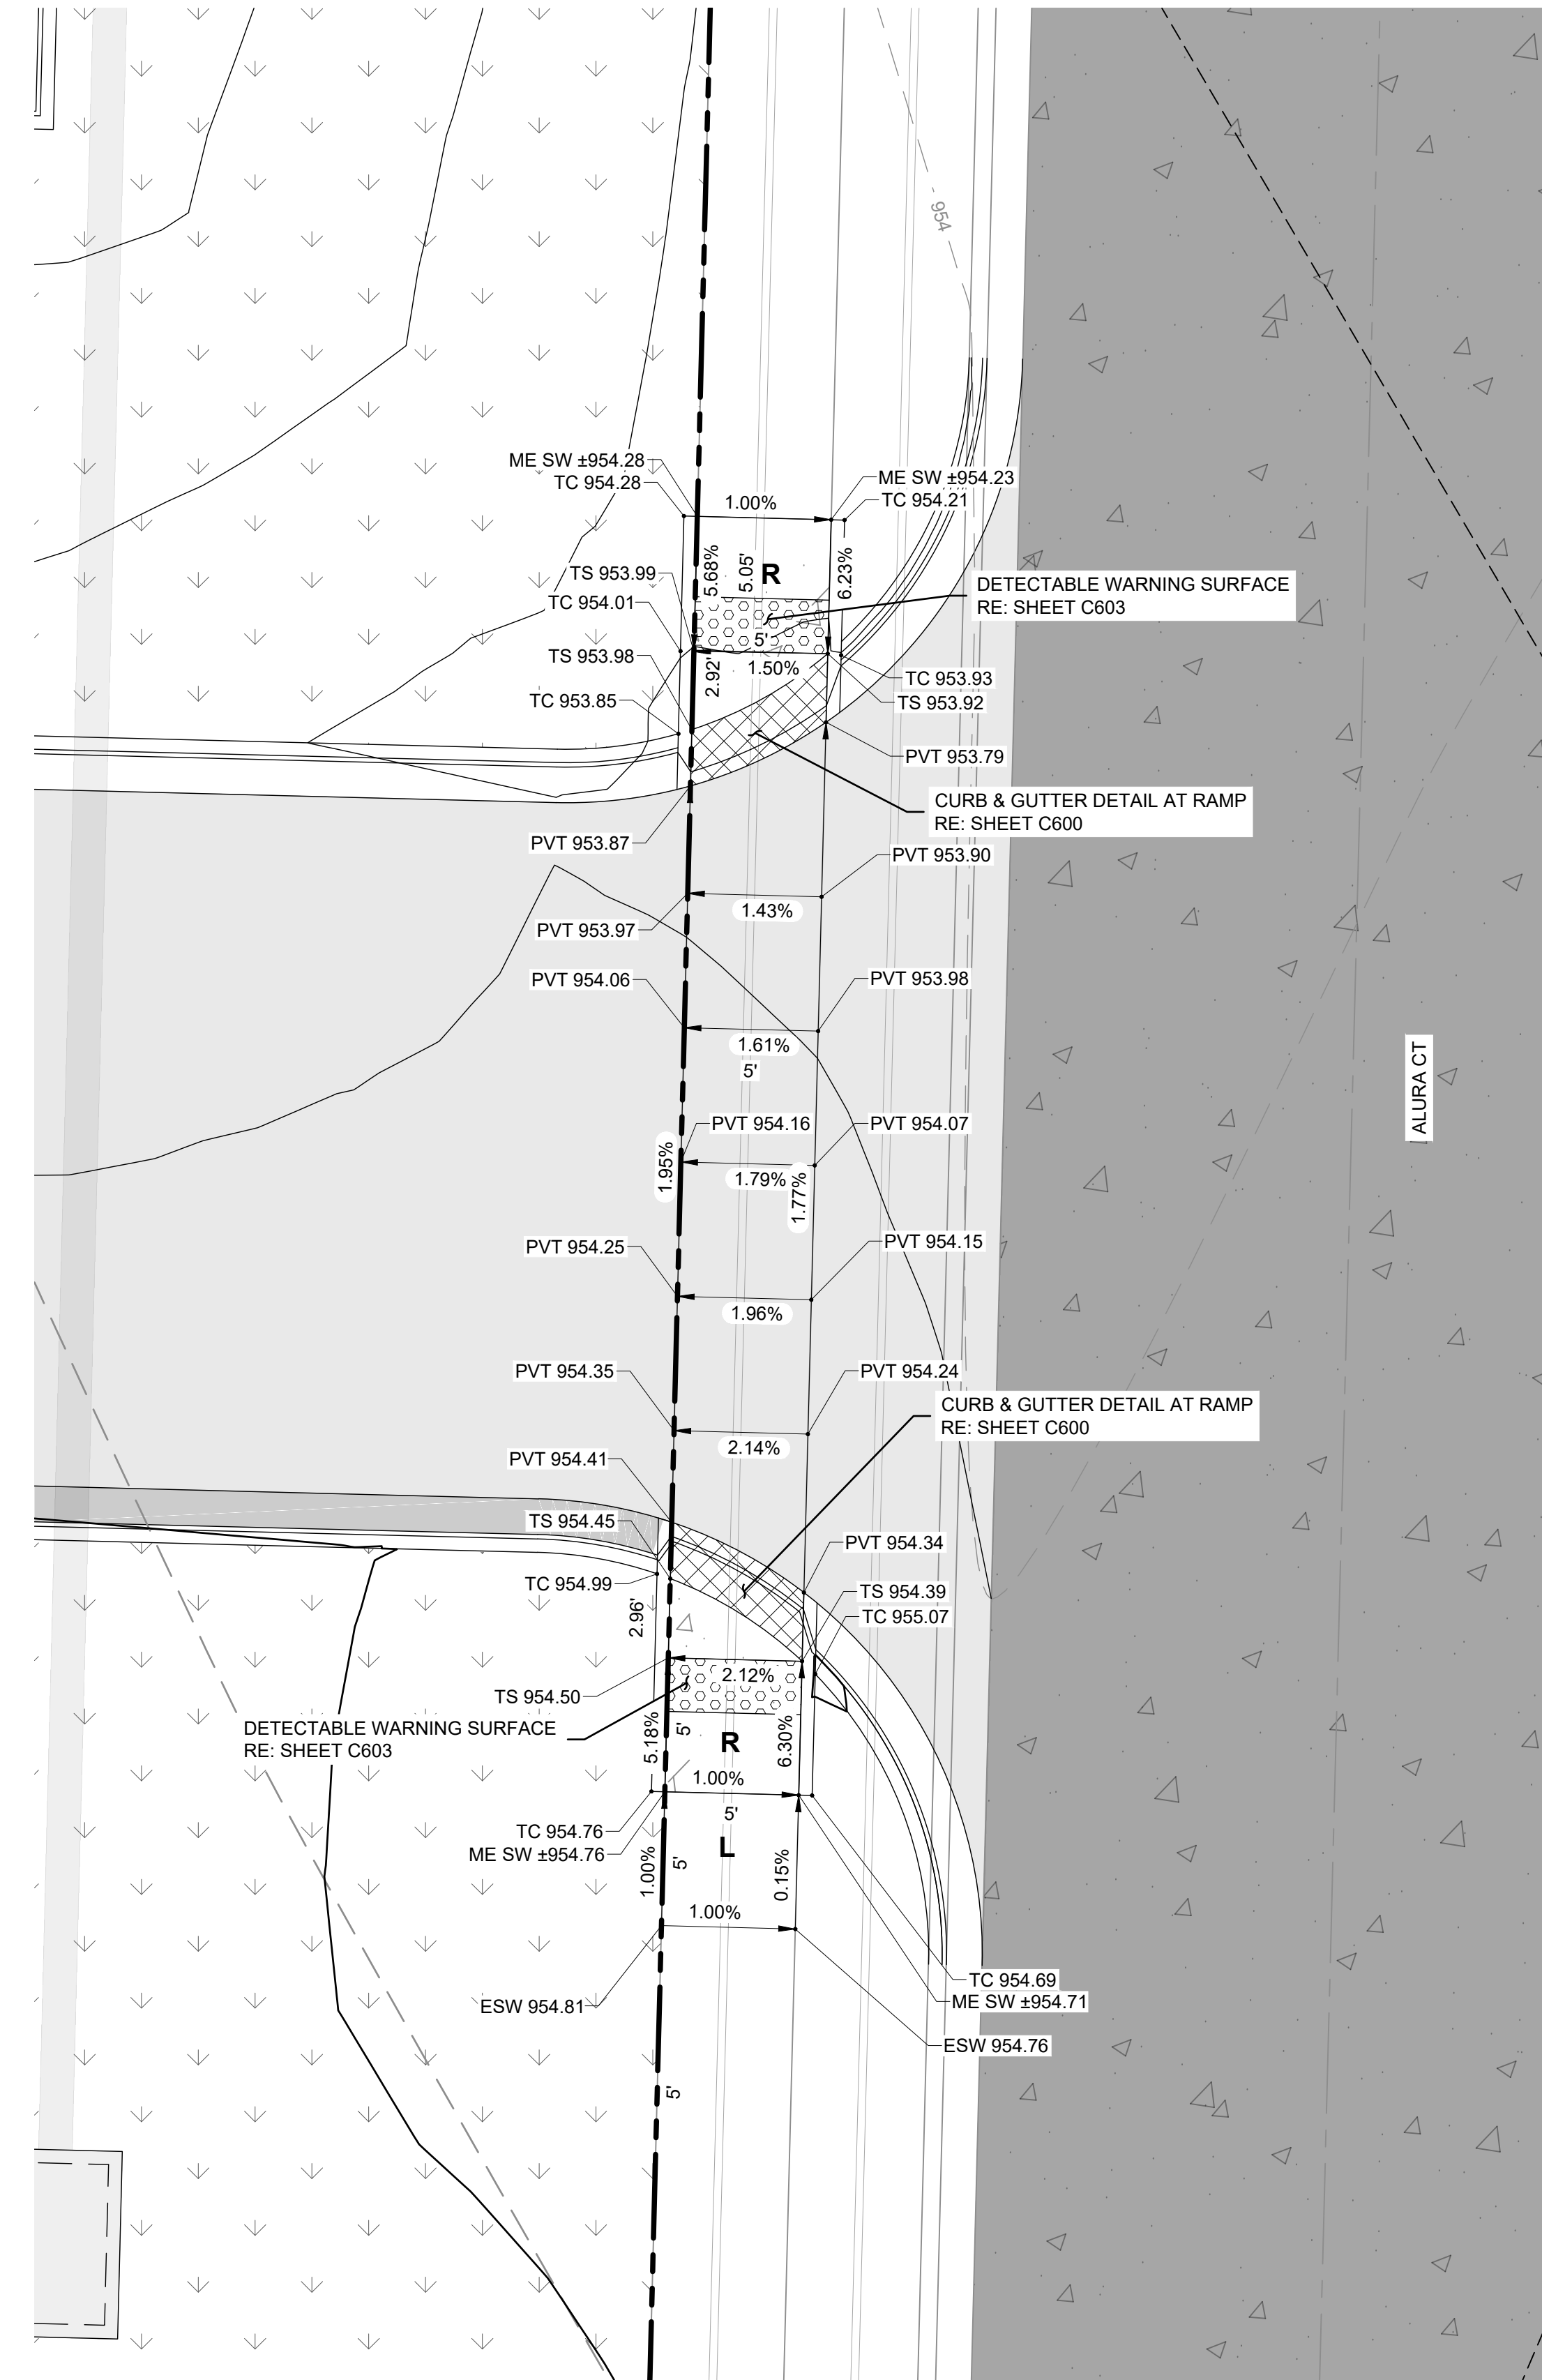 954
ME SW ±954.28
TC 954.28
1.00%
ME SW ±954.23
TC 954.21
5.68%
5.05'
R
6.23%
TS 953.99
TC 954.01
DETECTABLE WARNING SURFACE
RE: SHEET C603
5'
TS 953.98
1.50%
2.92'
TC 953.93
TC 953.85
TS 953.92
PVT 953.79
CURB & GUTTER DETAIL AT RAMP
RE: SHEET C600
PVT 953.87
PVT 953.90
1.43%
PVT 953.97
PVT 954.06
PVT 953.98
1.61%
5'
ALURA CT
PVT 954.16
PVT 954.07
1.95%
1.79%
1.77%
PVT 954.25
PVT 954.15
1.96%
PVT 954.35
PVT 954.24
CURB & GUTTER DETAIL AT RAMP
RE: SHEET C600
2.14%
PVT 954.41
TS 954.45
PVT 954.34
TC 954.99
TS 954.39
TC 955.07
2.96'
2.12%
TS 954.50
DETECTABLE WARNING SURFACE
RE: SHEET C603
5.18%
5'
R
6.30%
1.00%
5'
TC 954.76
ME SW ±954.76
L
1.00%
5'
0.15%
1.00%
TC 954.69
ME SW ±954.71
ESW 954.81
ESW 954.76
5'